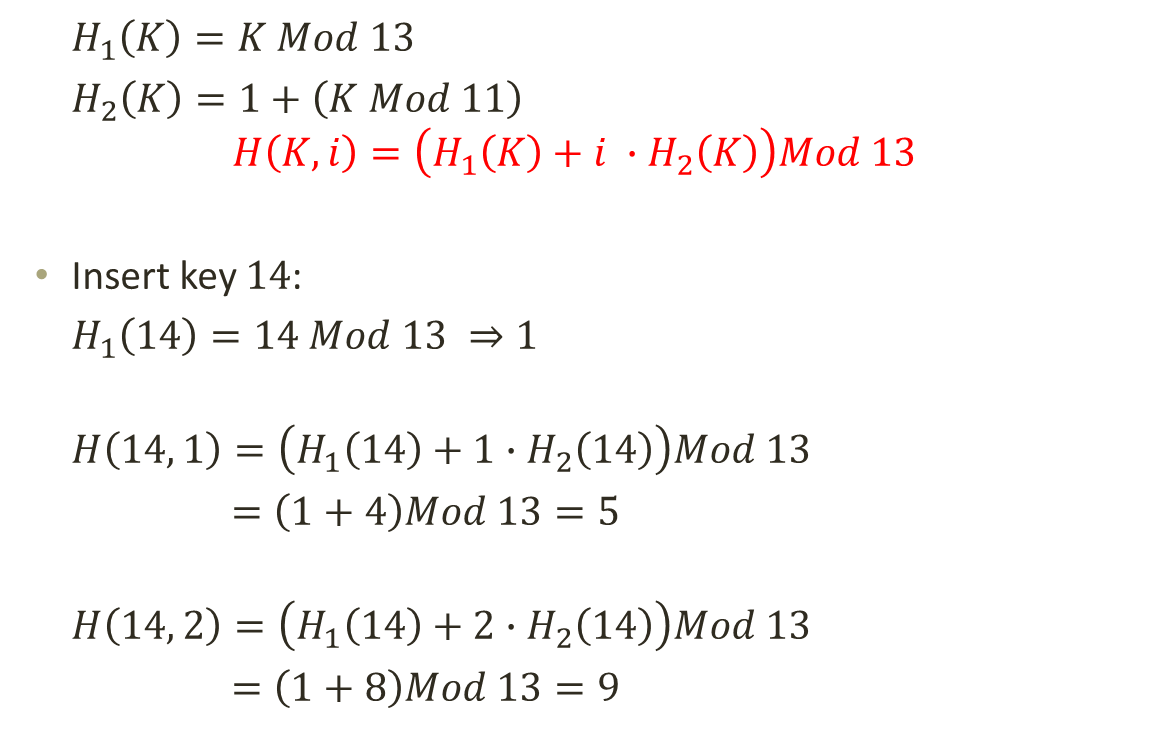 H₁(K) = K Mod 13
H₂(K) = 1 + (K Mod 11)
H(K, i) = (H₁(K) + i · H₂(K))Mod 13
• Insert key 14:
H₁(14) = 14 Mod 13 ⇒ 1
H(14, 1) = (H₁(14) + 1 · H₂(14))Mod 13
= (1 + 4)Mod 13 = 5
H(14, 2) = (H₁(14) + 2 · H₂(14))Mod 13
= (1 + 8)Mod 13 = 9